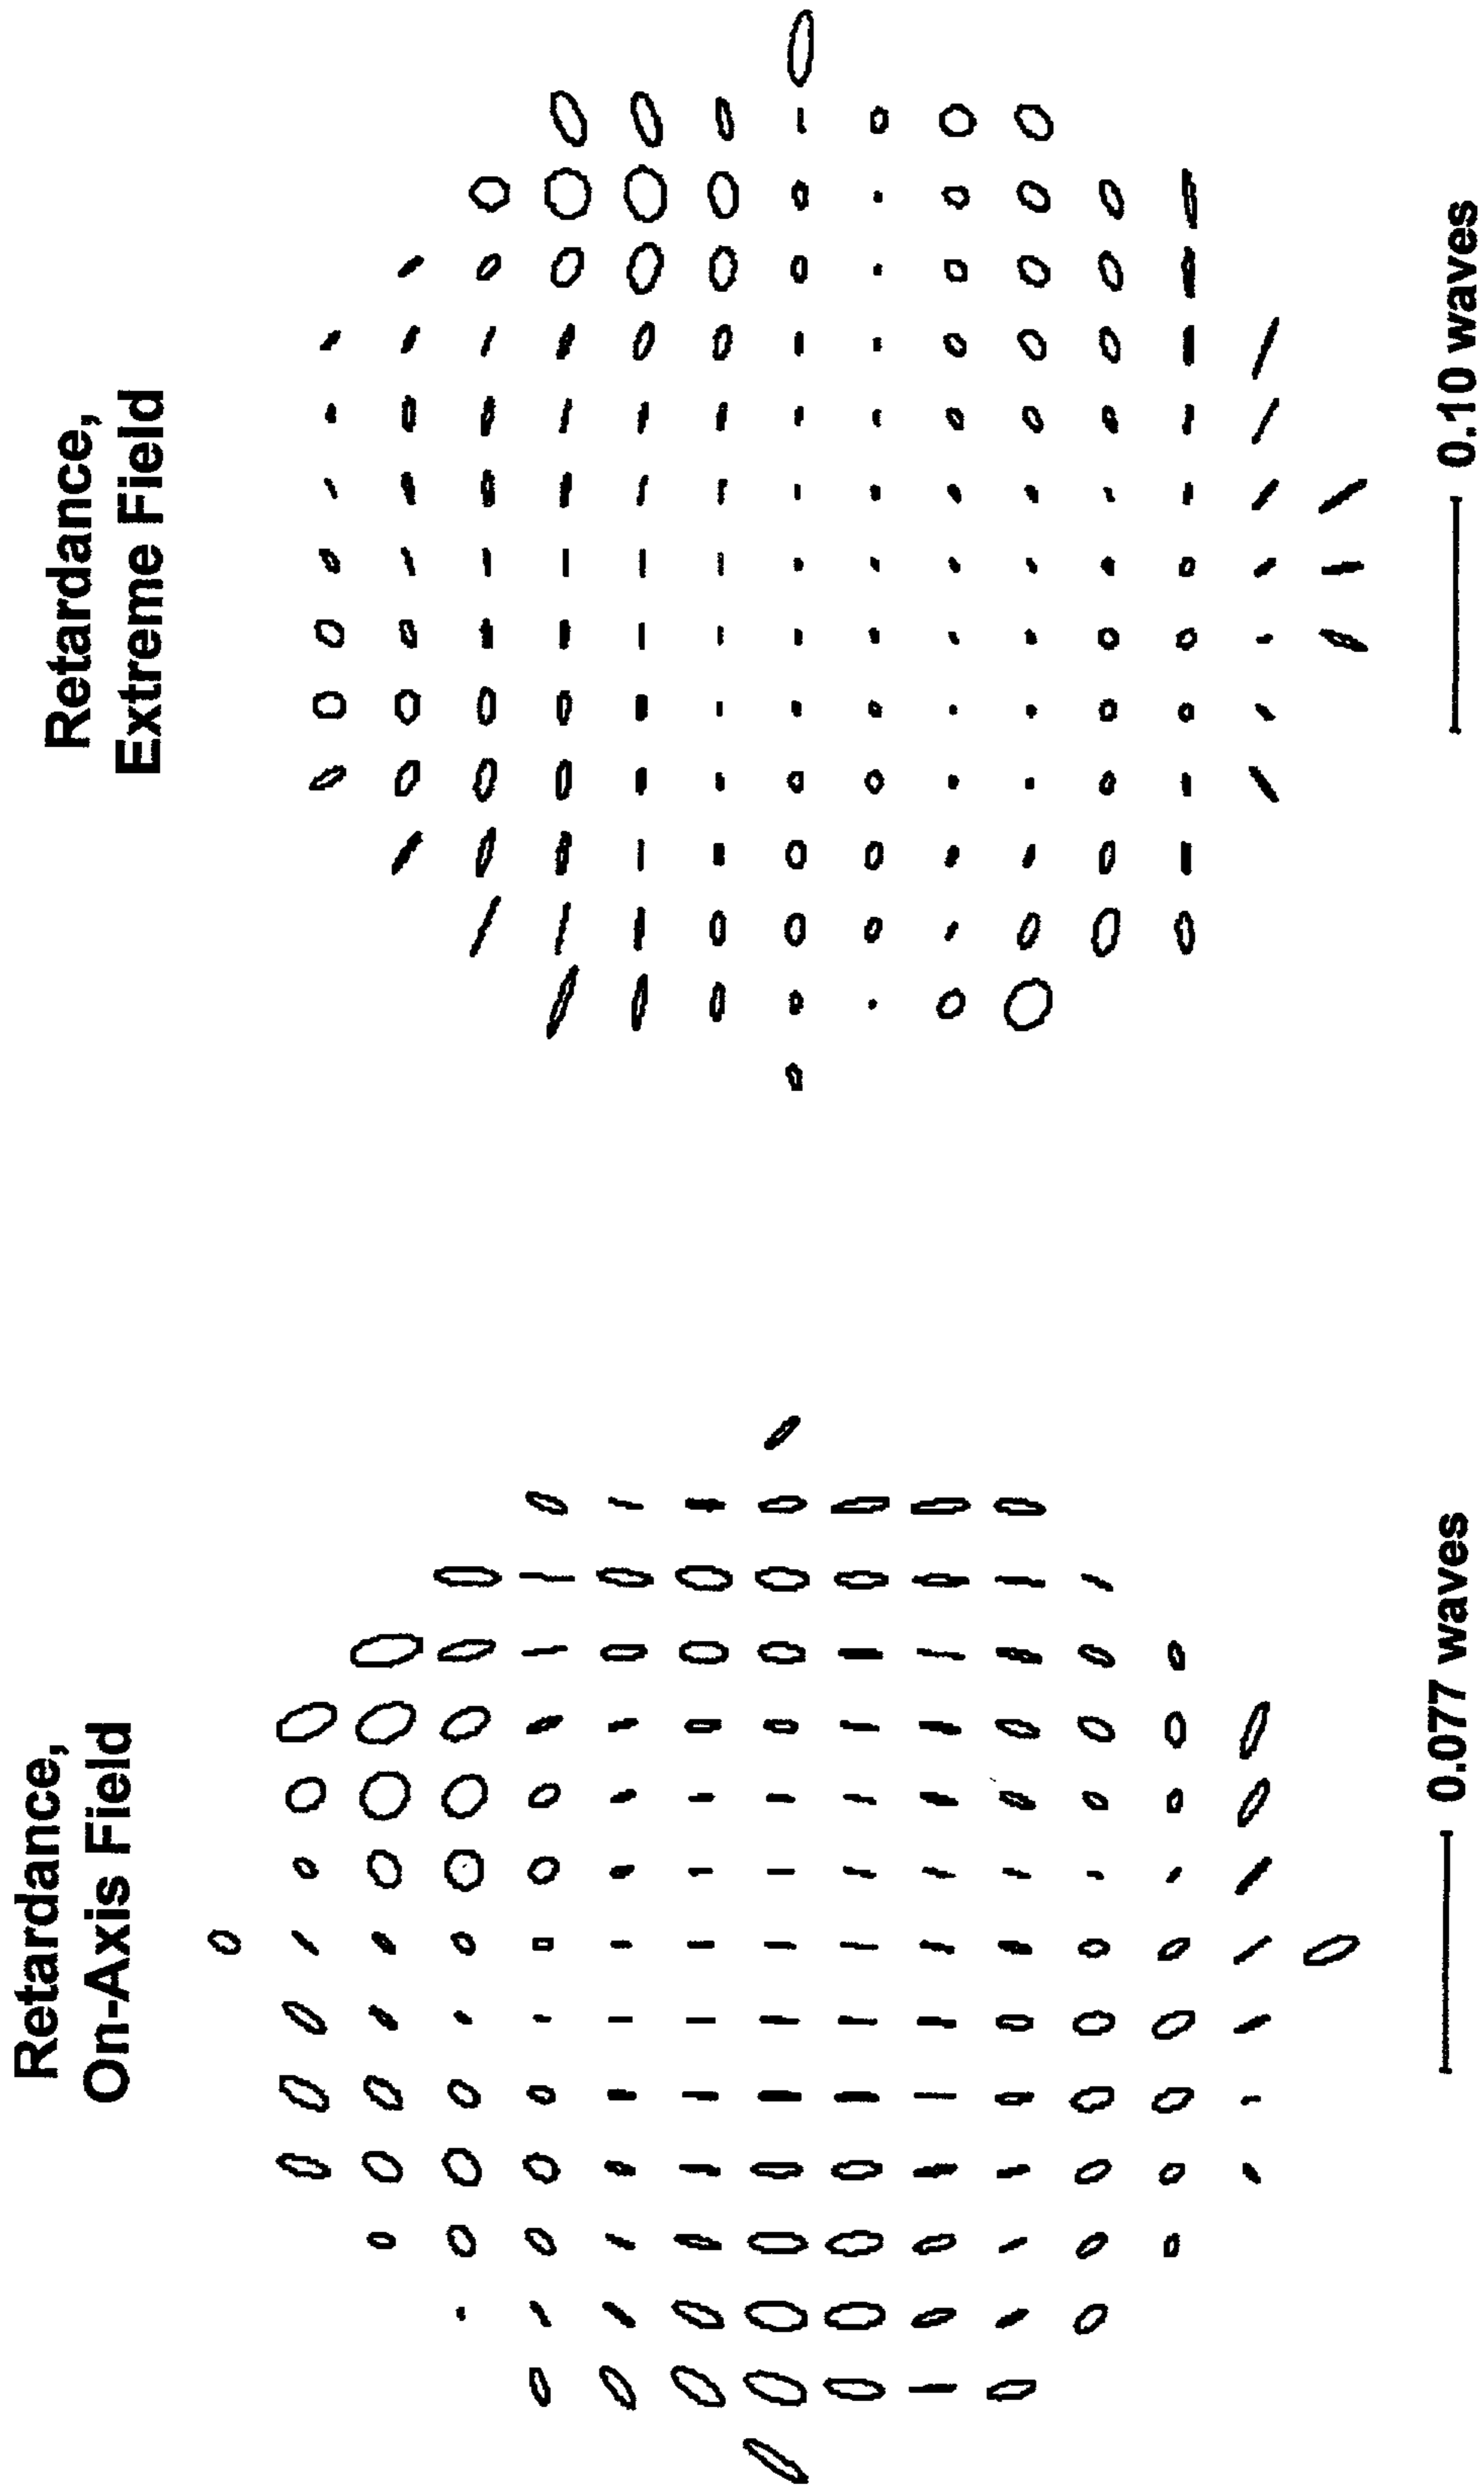 Retardance,
On-Axis Field
0.077 waves
Retardance,
Extreme Field
0.10 waves